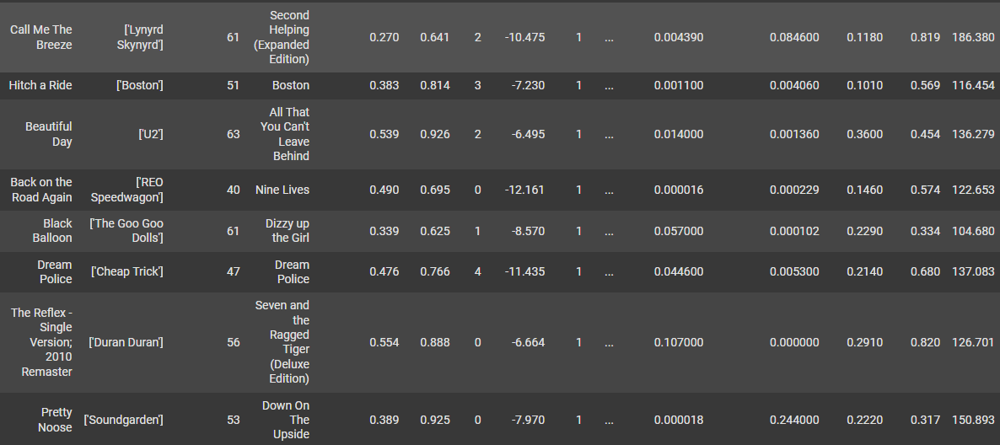 Call Me The Breeze ['Lynyrd Skynyrd'] 61 Second Helping (Expanded Edition) 0.270 0.641 2 -10.475 1 ... 0.004390 0.084600 0.1180 0.819 186.380
Hitch a Ride ['Boston'] 51 Boston 0.383 0.814 3 -7.230 1 ... 0.001100 0.004060 0.1010 0.569 116.454
Beautiful Day ['U2'] 63 All That You Can't Leave Behind 0.539 0.926 2 -6.495 1 ... 0.014000 0.001360 0.3600 0.454 136.279
Back on the Road Again ['REO Speedwagon'] 40 Nine Lives 0.490 0.695 0 -12.161 1 ... 0.000016 0.000229 0.1460 0.574 122.653
Black Balloon ['The Goo Goo Dolls'] 61 Dizzy up the Girl 0.339 0.625 1 -8.570 1 ... 0.057000 0.000102 0.2290 0.334 104.680
Dream Police ['Cheap Trick'] 47 Dream Police 0.476 0.766 4 -11.435 1 ... 0.044600 0.005300 0.2140 0.680 137.083
The Reflex - Single Version; 2010 Remaster ['Duran Duran'] 56 Seven and the Ragged Tiger (Deluxe Edition) 0.554 0.888 0 -6.664 1 ... 0.107000 0.000000 0.2910 0.820 126.701
Pretty Noose ['Soundgarden'] 53 Down On The Upside 0.389 0.925 0 -7.970 1 ... 0.000018 0.244000 0.2220 0.317 150.893